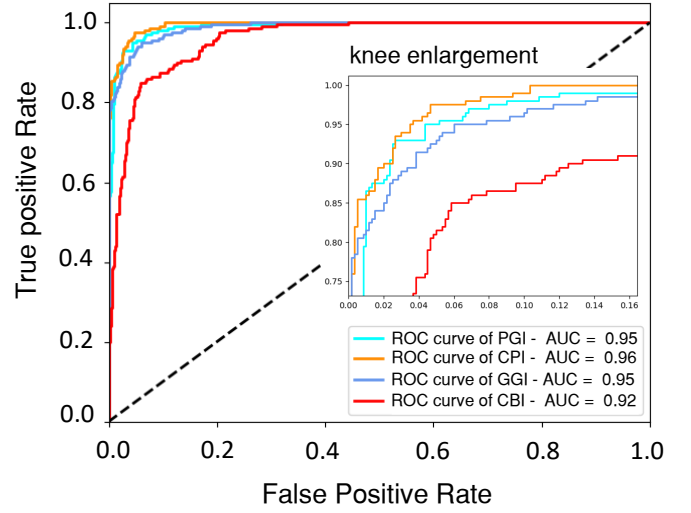 1.0
0.8
0.6
0.4
0.2
0.0
True positive Rate
0.0
0.2
0.4
0.6
0.8
1.0
False Positive Rate
knee enlargement
1.00
0.95
0.90
0.85
0.80
0.75
0.00 0.02 0.04 0.06 0.08 0.10 0.12 0.14 0.16
ROC curve of PGI - AUC = 0.95
ROC curve of CPI - AUC = 0.96
ROC curve of GGI - AUC = 0.95
ROC curve of CBI - AUC = 0.92